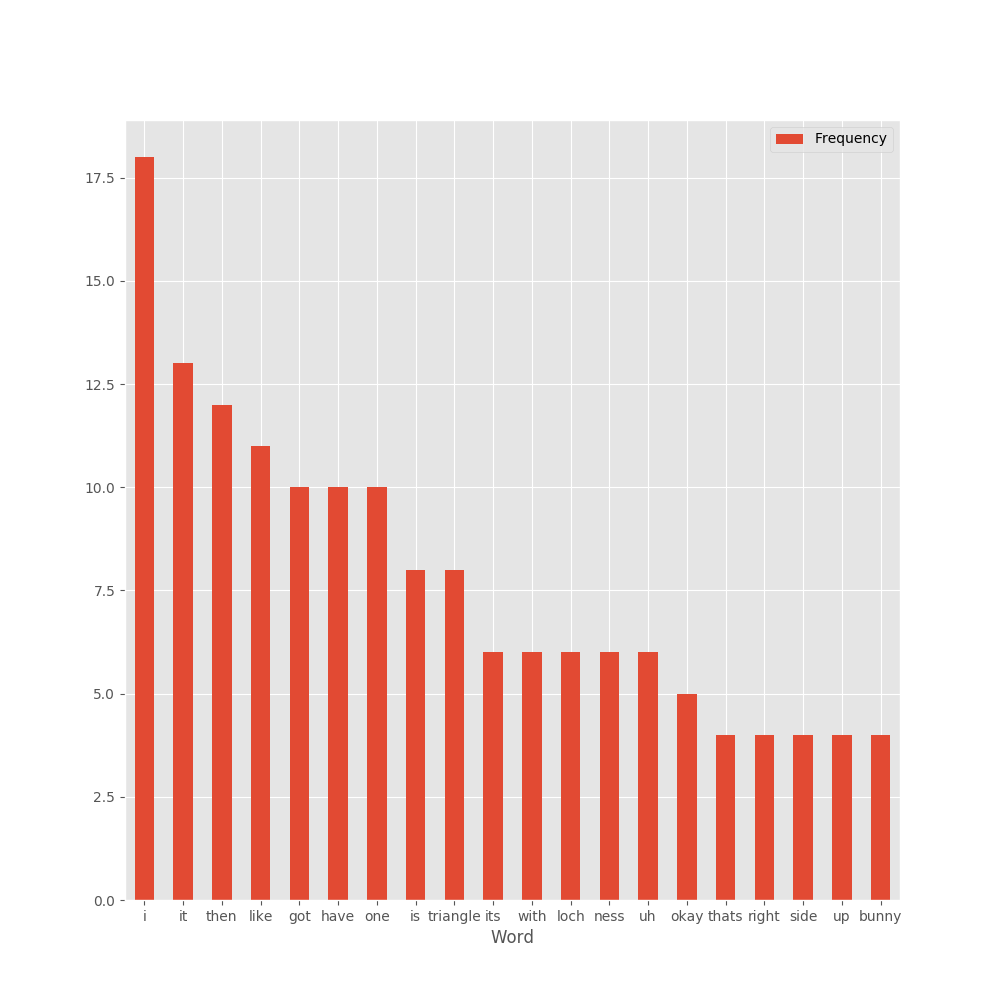 Frequency
17.5
15.0
12.5
10.0
7.5
5.0
2.5
0.0
i it then like got have one is triangle its with loch ness uh okay thats right side up bunny
Word